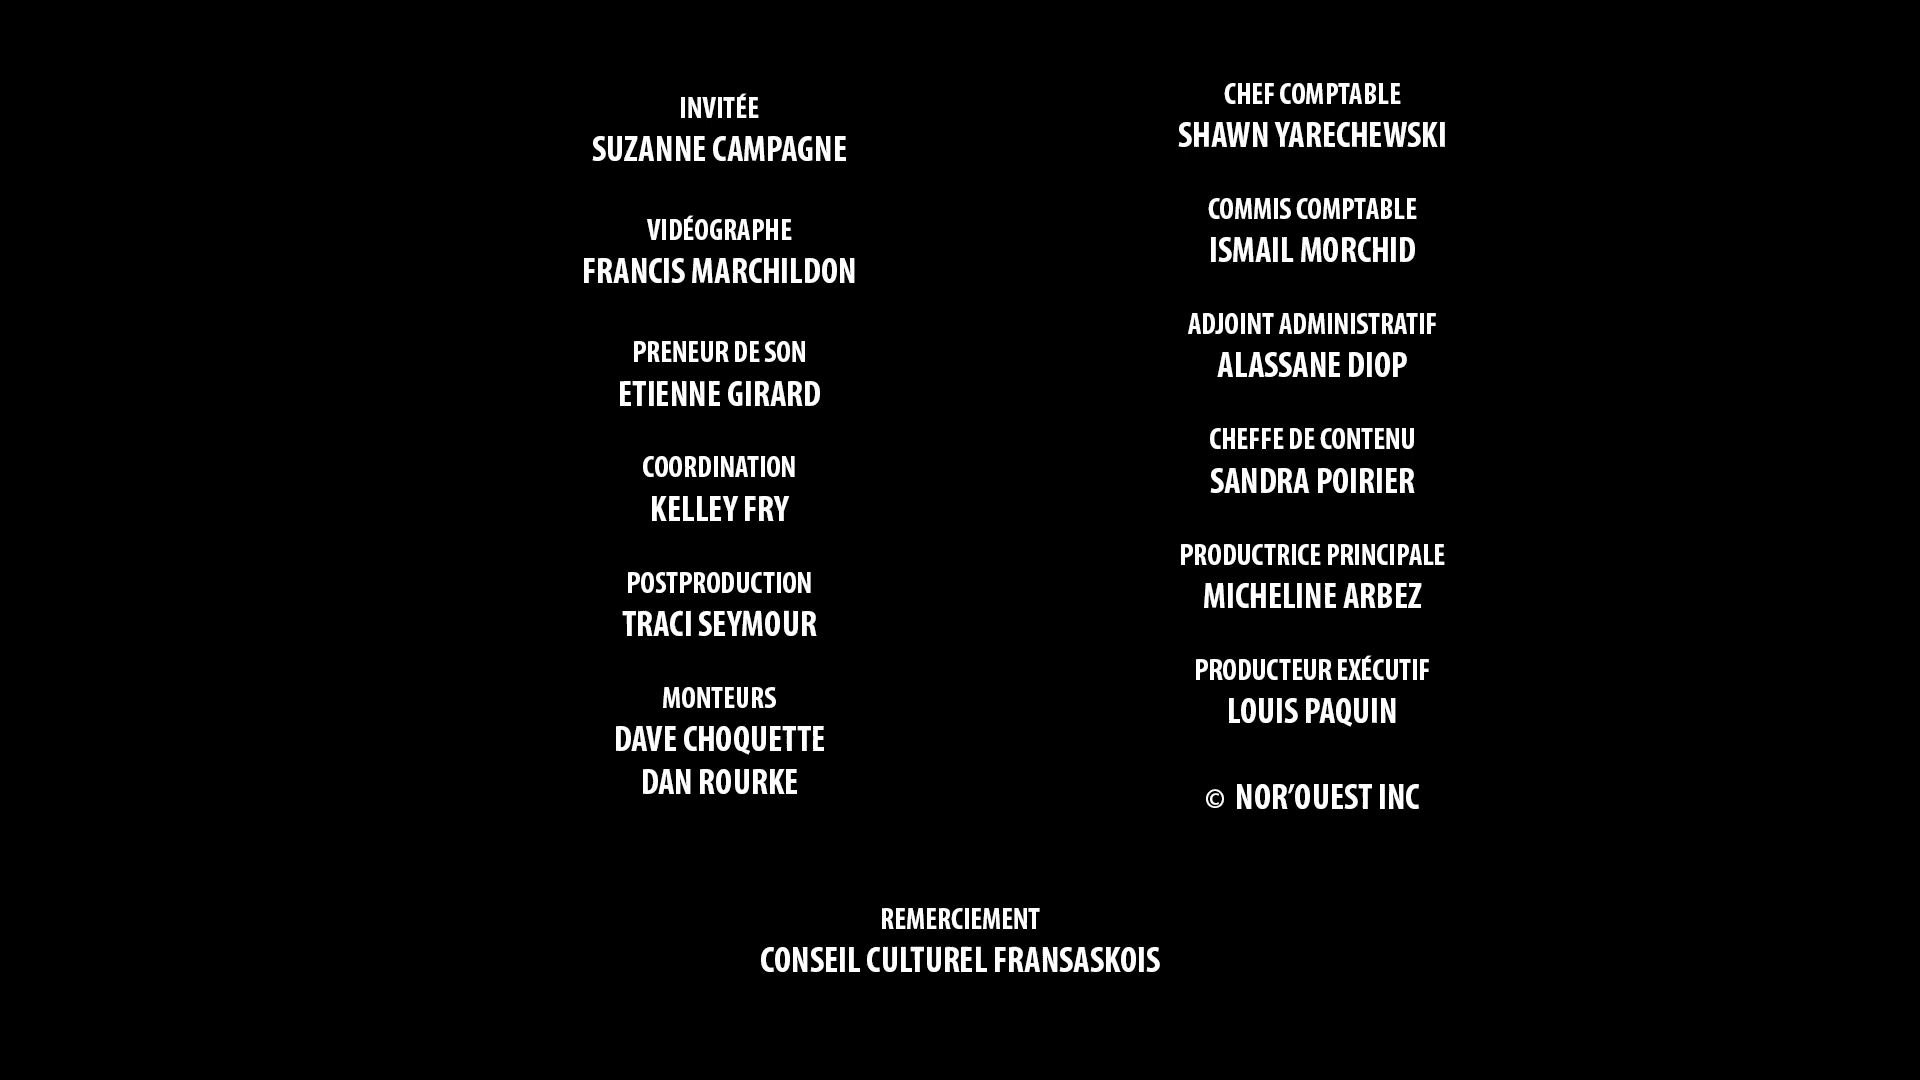 INVITÉE
SUZANNE CAMPAGNE
VIDÉOGRAPHE
FRANCIS MARCHILDON
PRENEUR DE SON
ETIENNE GIRARD
COORDINATION
KELLEY FRY
POSTPRODUCTION
TRACI SEYMOUR
MONTEURS
DAVE CHOQUETTE
DAN ROURKE
CHEF COMPTABLE
SHAWN YARECHEWSKI
COMMIS COMPTABLE
ISMAIL MORCHID
ADJOINT ADMINISTRATIF
ALASSANE DIOP
CHEFFE DE CONTENU
SANDRA POIRIER
PRODUCTRICE PRINCIPALE
MICHELINE ARBEZ
PRODUCTEUR EXÉCUTIF
LOUIS PAQUIN
© NOR’OUEST INC
REMERCIEMENT
CONSEIL CULTUREL FRANSASKOIS